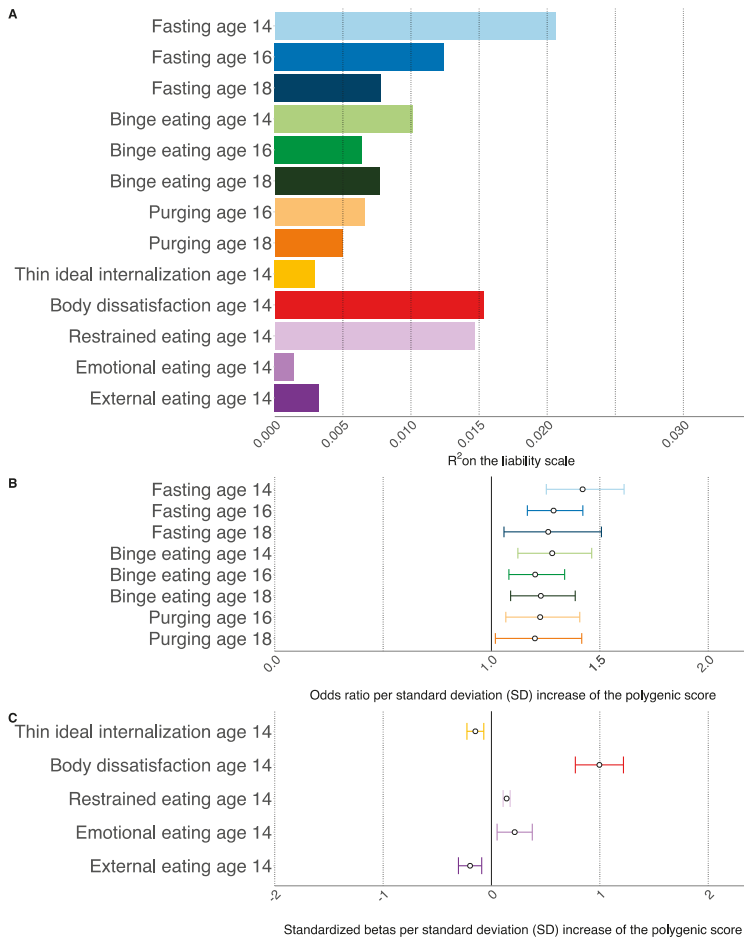 A
Fasting age 14
Fasting age 16
Fasting age 18
Binge eating age 14
Binge eating age 16
Binge eating age 18
Purging age 16
Purging age 18
Thin ideal internalization age 14
Body dissatisfaction age 14
Restrained eating age 14
Emotional eating age 14
External eating age 14
0.000 0.005 0.010 0.015 0.020 0.030
R² on the liability scale
B
Fasting age 14
Fasting age 16
Fasting age 18
Binge eating age 14
Binge eating age 16
Binge eating age 18
Purging age 16
Purging age 18
0.0 1.0 1.5 2.0
Odds ratio per standard deviation (SD) increase of the polygenic score
C
Thin ideal internalization age 14
Body dissatisfaction age 14
Restrained eating age 14
Emotional eating age 14
External eating age 14
-2 -1 0 1 2
Standardized betas per standard deviation (SD) increase of the polygenic score